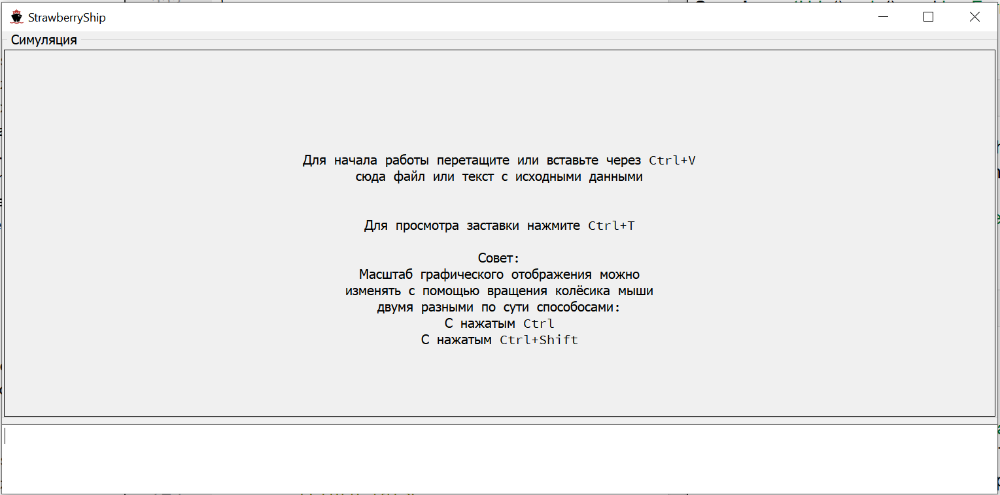 StrawberryShip
Симуляция
Для начала работы перетащите или вставьте через Ctrl+V
сюда файл или текст с исходными данными
Для просмотра заставки нажмите Ctrl+T
Совет:
Масштаб графического отображения можно
изменять с помощью вращения колёсика мыши
двумя разными по сути способосами:
С нажатым Ctrl
С нажатым Ctrl+Shift